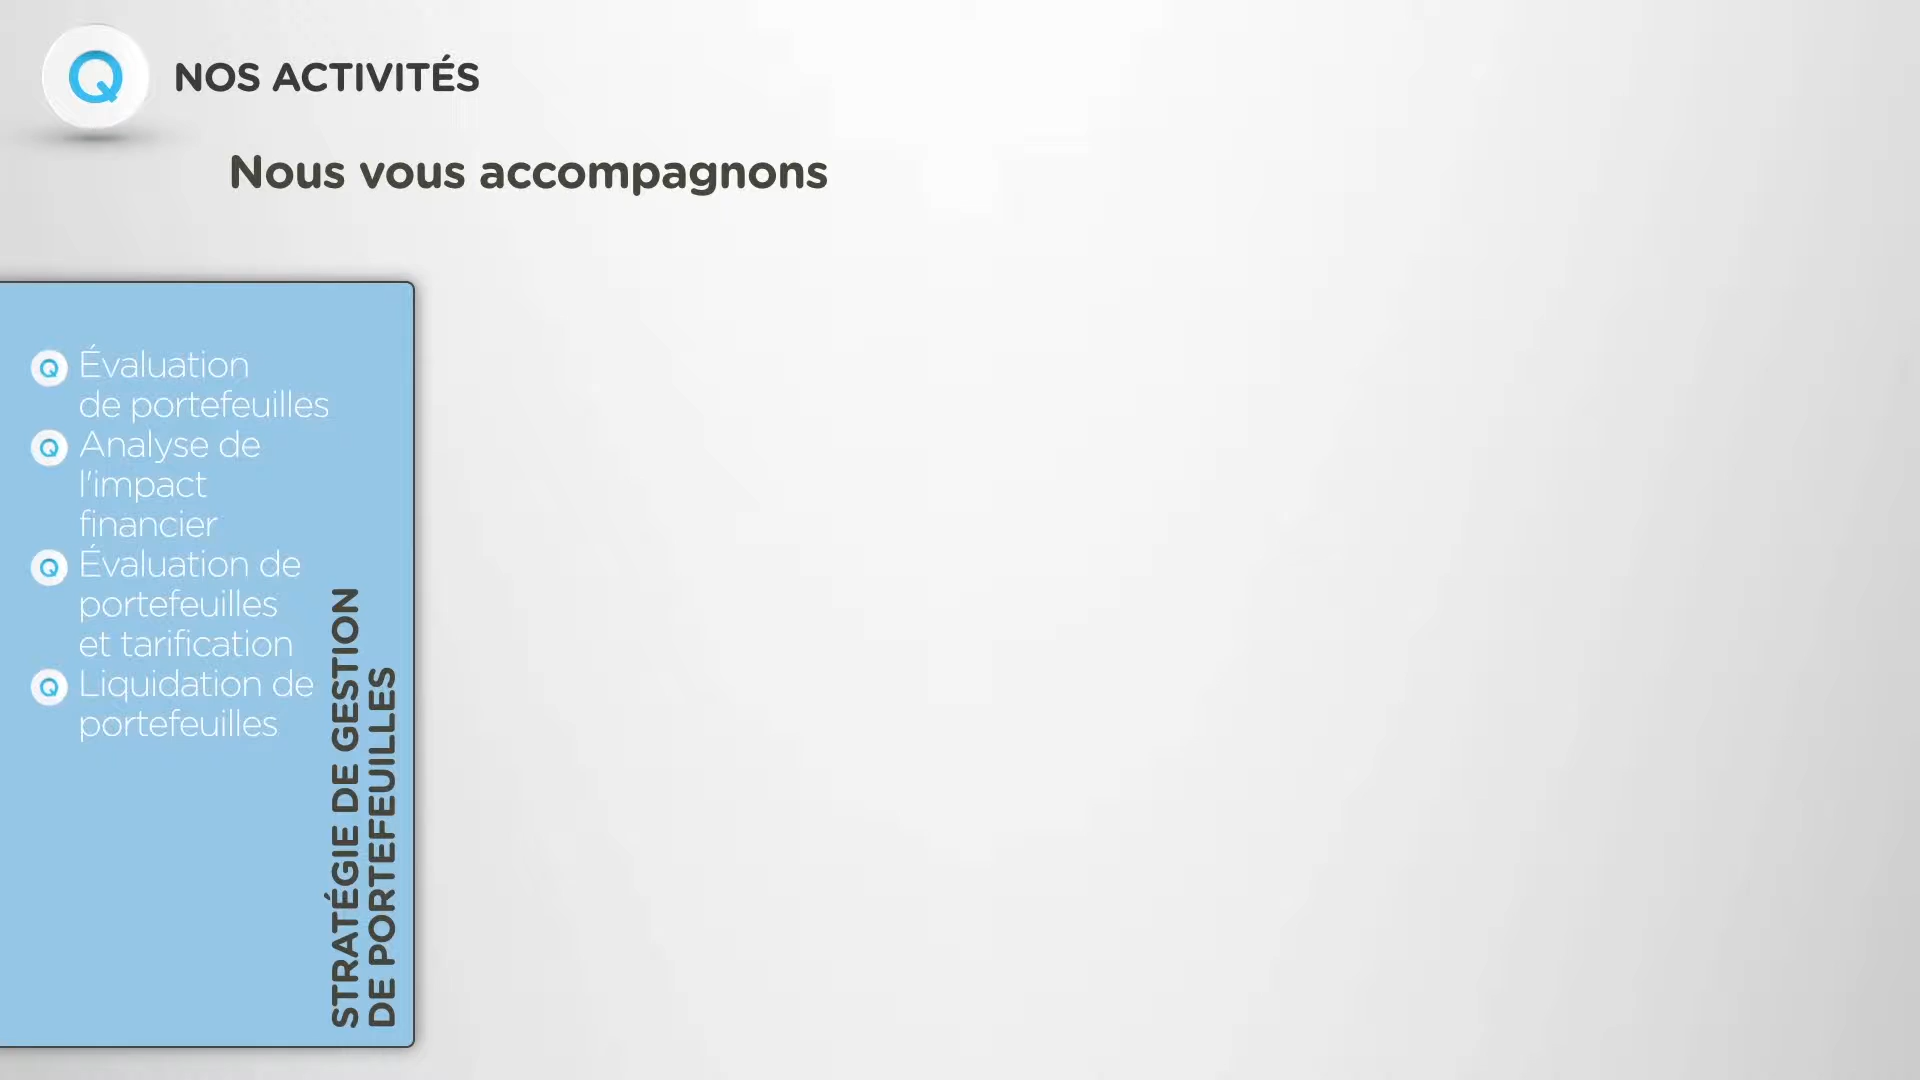 Q
NOS ACTIVITÉS
Nous vous accompagnons
Q Évaluation
de portefeuilles
Q Analyse de
l'impact
financier
Q Évaluation de
portefeuilles
et tarification
Q Liquidation de
portefeuilles
STRATÉGIE DE GESTION
DE PORTEFEUILLES